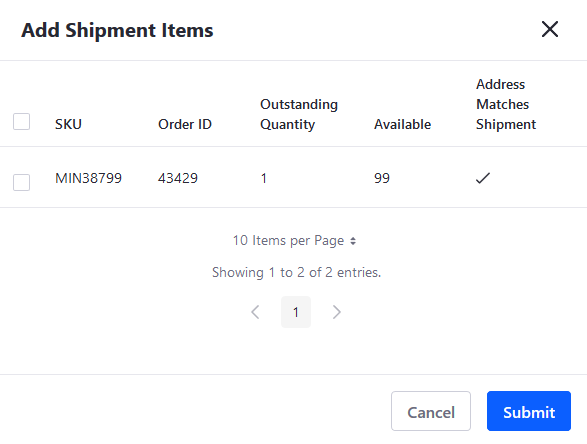 Add Shipment Items
SKU
Order ID
Outstanding
Quantity
Available
Address
Matches
Shipment
MIN38799 43429 1 99
10 Items per Page
Showing 1 to 2 of 2 entries.
1
Cancel Submit